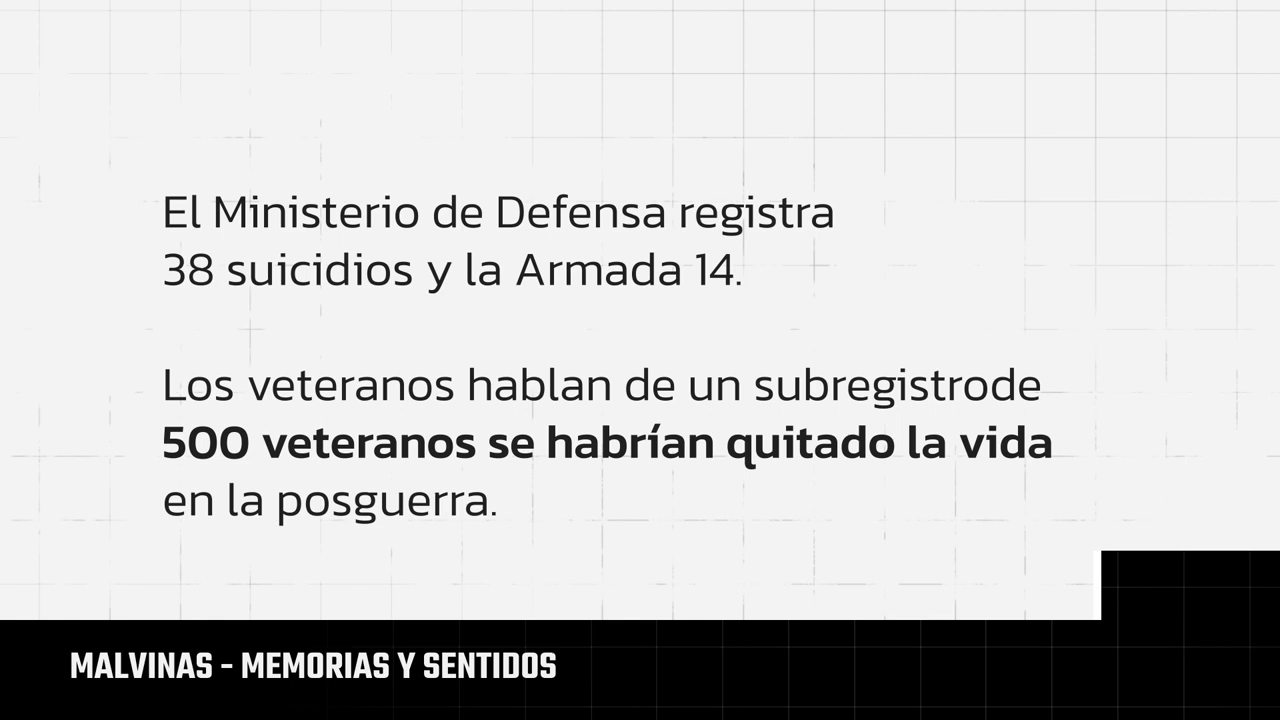 El Ministerio de Defensa registra
38 suicidios y la Armada 14.
Los veteranos hablan de un subregistrode
500 veteranos se habrían quitado la vida
en la posguerra.
MALVINAS - MEMORIAS Y SENTIDOS